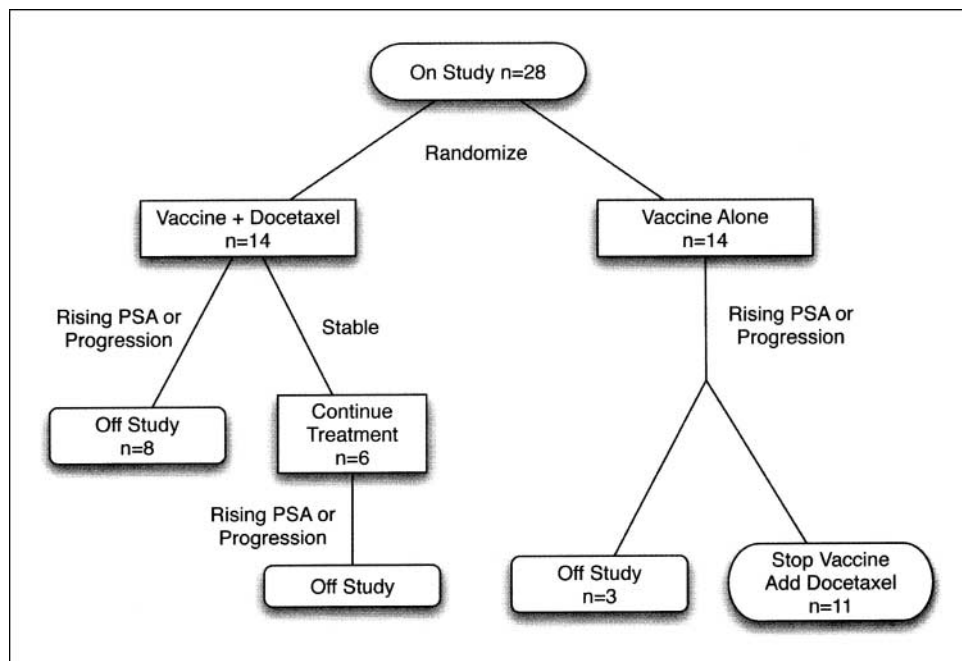 On Study n=28
Randomize
Vaccine + Docetaxel
n=14
Vaccine Alone
n=14
Rising PSA or
Progression
Stable
Rising PSA or
Progression
Off Study
n=8
Continue
Treatment
n=6
Rising PSA or
Progression
Off Study
Off Study
n=3
Stop Vaccine
Add Docetaxel
n=11